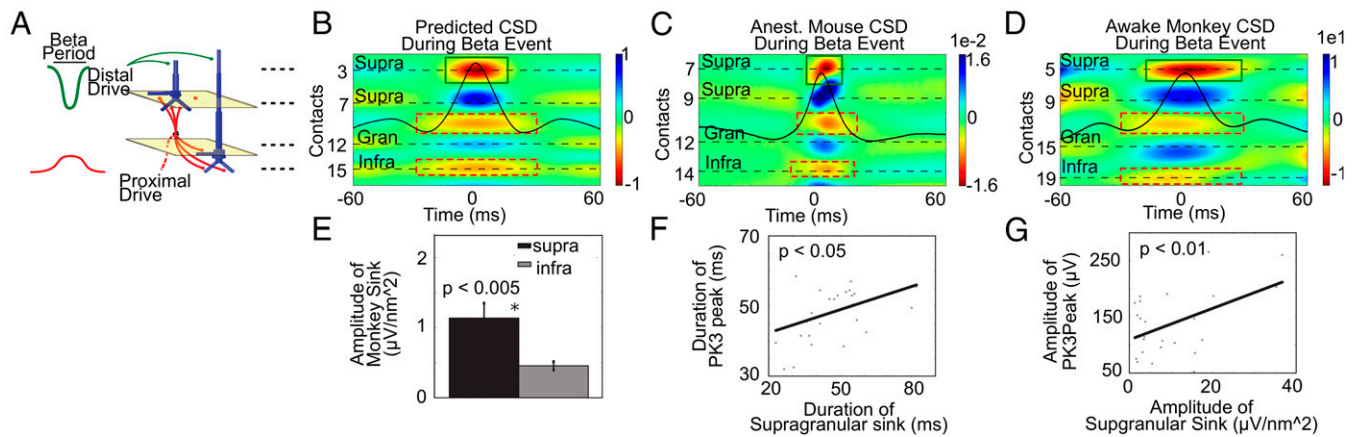 A
Beta
Period
Distal
Drive
Proximal
Drive
B
Predicted CSD
During Beta Event
Contacts
Supra
3
Supra
7
Gran
12
Infra
15
-60
0
60
Time (ms)
1
0
-1
C
Anest. Mouse CSD
During Beta Event
Supra
7
Supra
9
Gran
12
Infra
14
-60
0
60
Time (ms)
1e-2
1.6
0
-1.6
D
Awake Monkey CSD
During Beta Event
Supra
5
Supra
9
Gran
15
Infra
19
-60
0
60
Time (ms)
1e1
1
0
-1
E
Amplitude of
Monkey Sink
(µV/nm^2)
2
1
0
supra
infra
p < 0.005
*
F
Duration of
PK3 peak (ms)
70
50
30
p < 0.05
20
40
60
80
Duration of
Supragranular sink (ms)
G
Amplitude of
PK3Peak (µV)
250
150
50
p < 0.01
0
20
40
Amplitude of
Supgranular Sink (µV/nm^2)